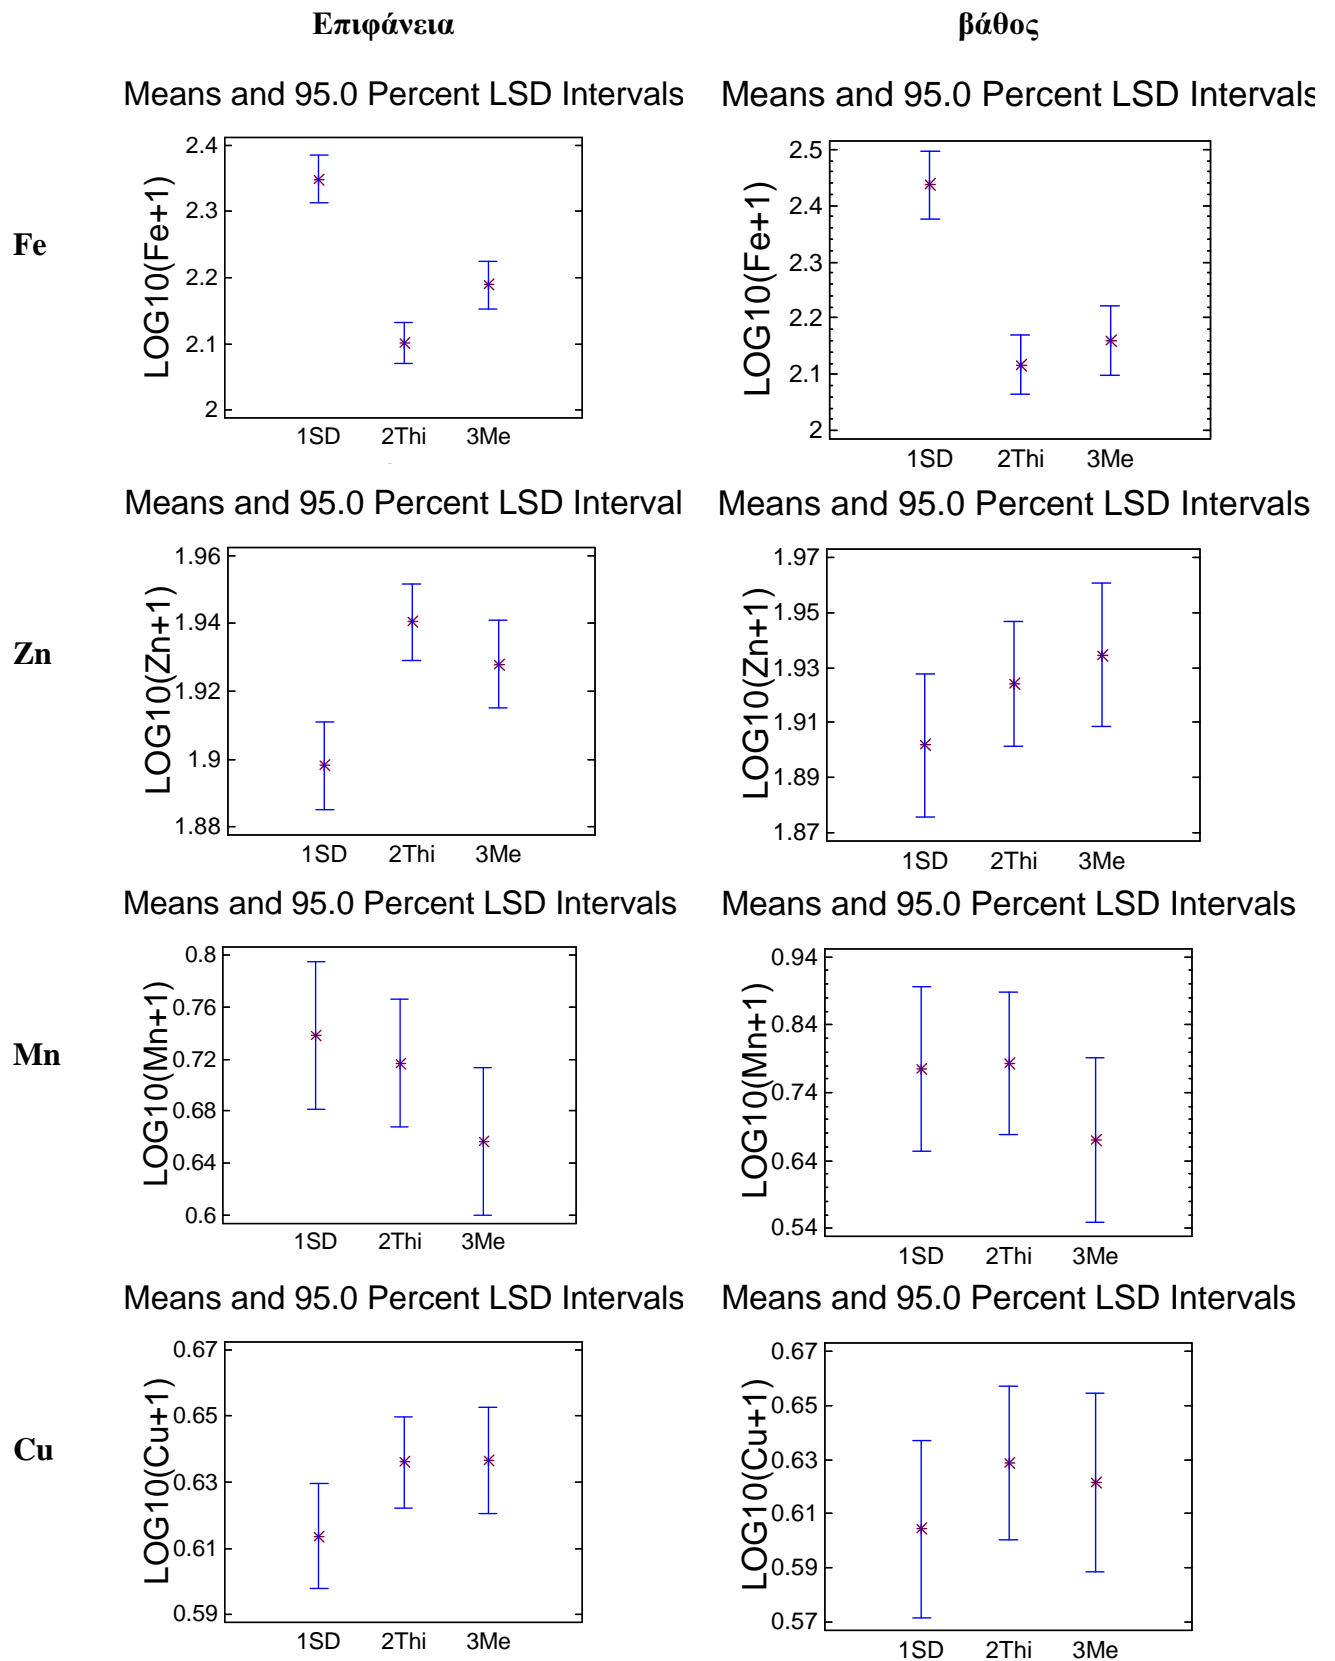 Επιφάνεια
βάθος
Fe
Means and 95.0 Percent LSD Intervals
LOG10(Fe+1)
2.4
2.3
2.2
2.1
2
1SD 2Thi 3Me
Means and 95.0 Percent LSD Intervals
LOG10(Fe+1)
2.5
2.4
2.3
2.2
2.1
2
1SD 2Thi 3Me
Zn
Means and 95.0 Percent LSD Interval
LOG10(Zn+1)
1.96
1.94
1.92
1.9
1.88
1SD 2Thi 3Me
Means and 95.0 Percent LSD Intervals
LOG10(Zn+1)
1.97
1.95
1.93
1.91
1.89
1.87
1SD 2Thi 3Me
Mn
Means and 95.0 Percent LSD Intervals
LOG10(Mn+1)
0.8
0.76
0.72
0.68
0.64
0.6
1SD 2Thi 3Me
Means and 95.0 Percent LSD Intervals
LOG10(Mn+1)
0.94
0.84
0.74
0.64
0.54
1SD 2Thi 3Me
Cu
Means and 95.0 Percent LSD Intervals
LOG10(Cu+1)
0.67
0.65
0.63
0.61
0.59
1SD 2Thi 3Me
Means and 95.0 Percent LSD Intervals
LOG10(Cu+1)
0.67
0.65
0.63
0.61
0.59
0.57
1SD 2Thi 3Me